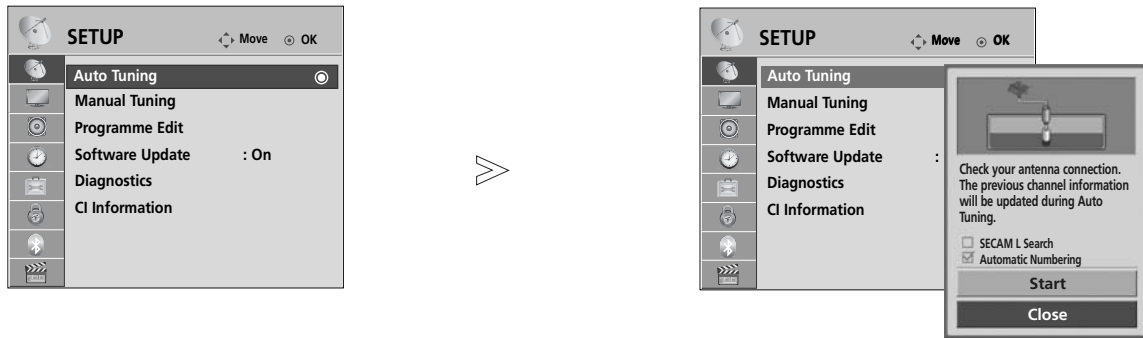 SETUP
Move OK
Auto Tuning
Manual Tuning
Programme Edit
Software Update : On
Diagnostics
CI Information
SETUP
Move OK
Auto Tuning
Manual Tuning
Programme Edit
Software Update :
Diagnostics
CI Information
Check your antenna connection.
The previous channel information
will be updated during Auto
Tuning.
SECAM L Search
Automatic Numbering
Start
Close